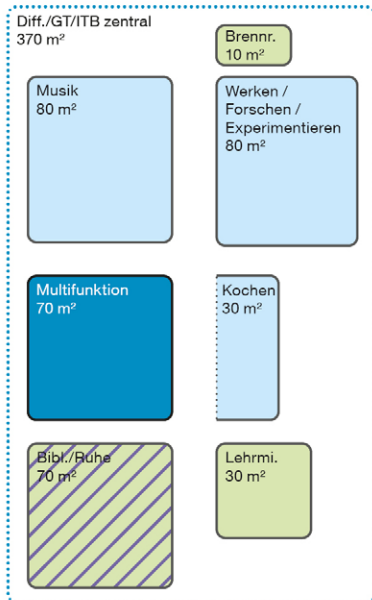 Diff./GT/ITB zentral
370 m²
Brennr.
10 m²
Musik
80 m²
Werken /
Forschen /
Experimentieren
80 m²
Multifunktion
70 m²
Kochen
30 m²
Bibl./Ruhe
70 m²
Lehrmi.
30 m²